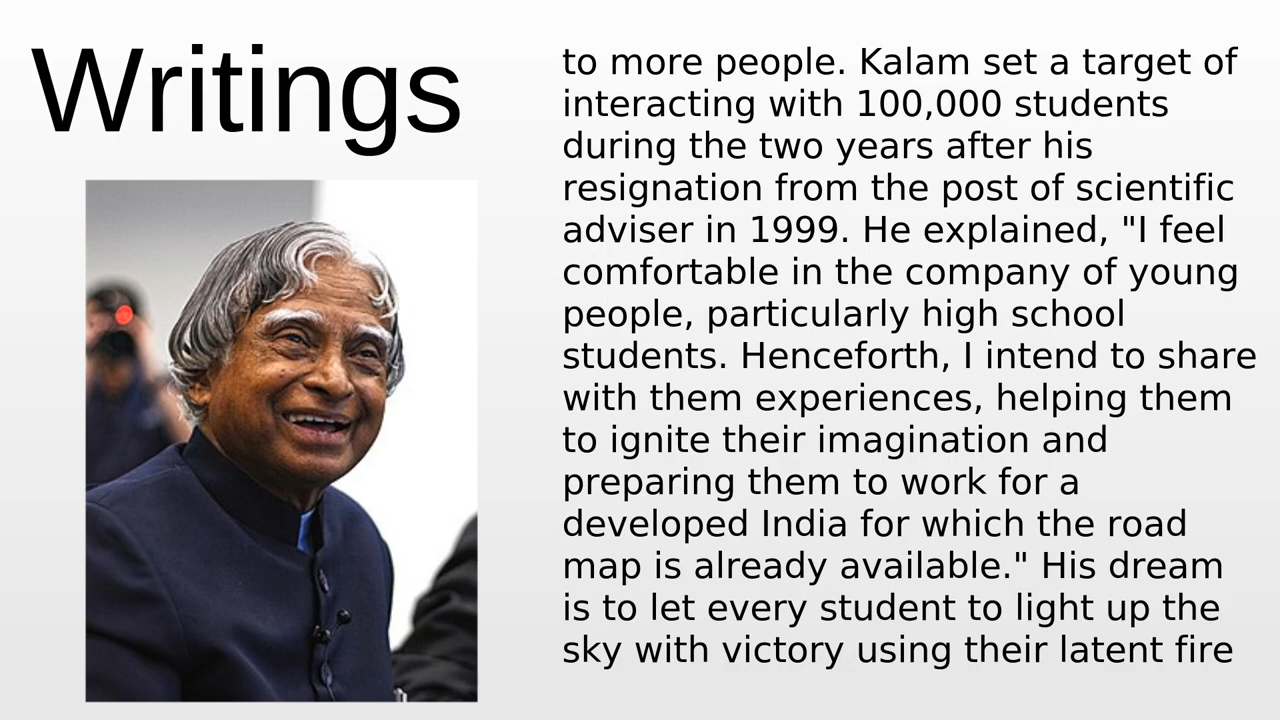 Writings
to more people. Kalam set a target of
interacting with 100,000 students
during the two years after his
resignation from the post of scientific
adviser in 1999. He explained, "I feel
comfortable in the company of young
people, particularly high school
students. Henceforth, I intend to share
with them experiences, helping them
to ignite their imagination and
preparing them to work for a
developed India for which the road
map is already available." His dream
is to let every student to light up the
sky with victory using their latent fire